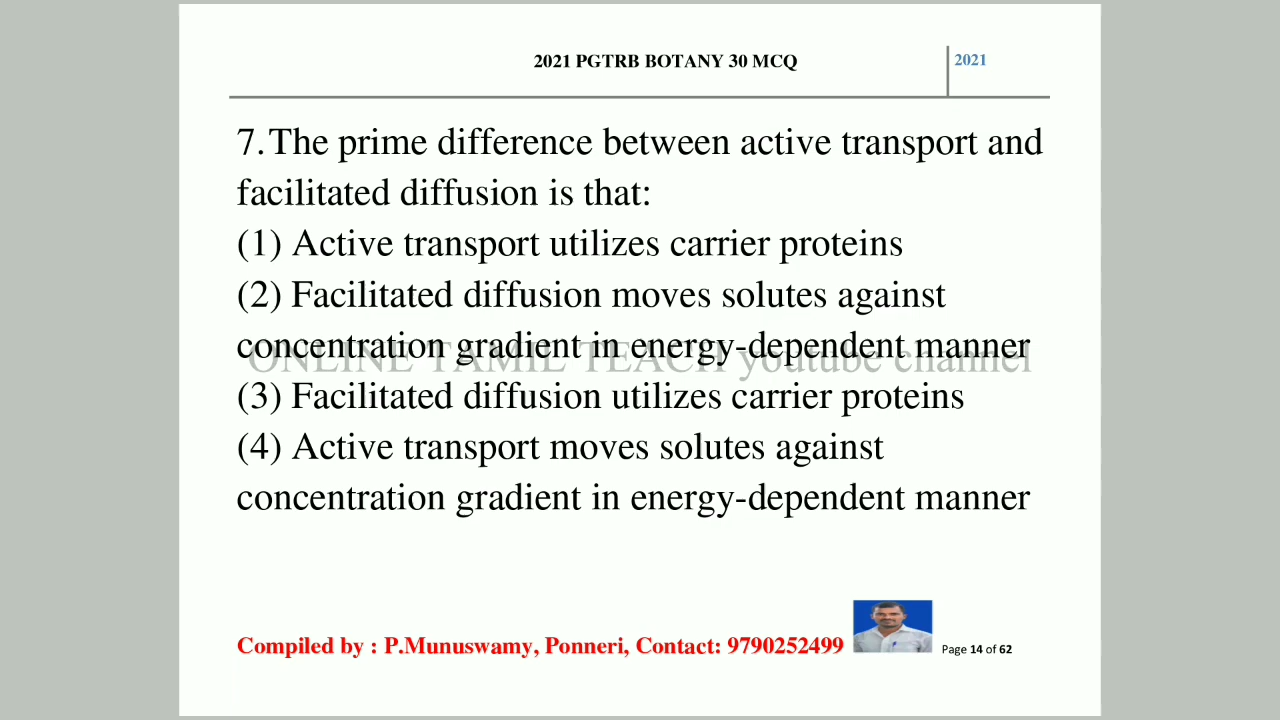 2021 PGTRB BOTANY 30 MCQ
2021
7. The prime difference between active transport and
facilitated diffusion is that:
(1) Active transport utilizes carrier proteins
(2) Facilitated diffusion moves solutes against
concentration gradient in energy-dependent manner
ONLINE TAMIL TEACH youtube channel
(3) Facilitated diffusion utilizes carrier proteins
(4) Active transport moves solutes against
concentration gradient in energy-dependent manner
Compiled by : P.Munuswamy, Ponneri, Contact: 9790252499
Page 14 of 62